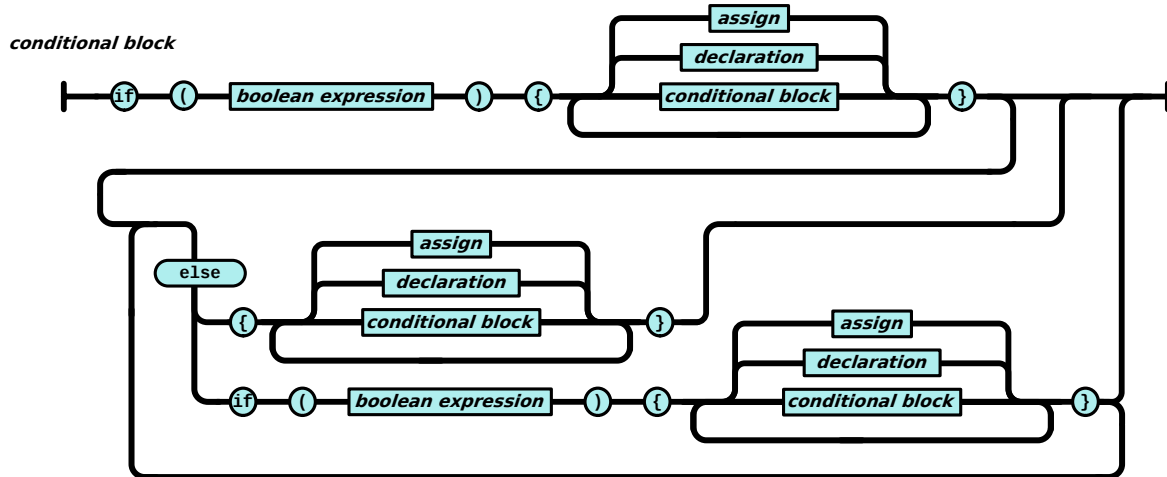 assign
conditional block
declaration
if ( boolean expression ) { conditional block }
assign
else
declaration
{ conditional block }
assign
declaration
if ( boolean expression ) { conditional block }